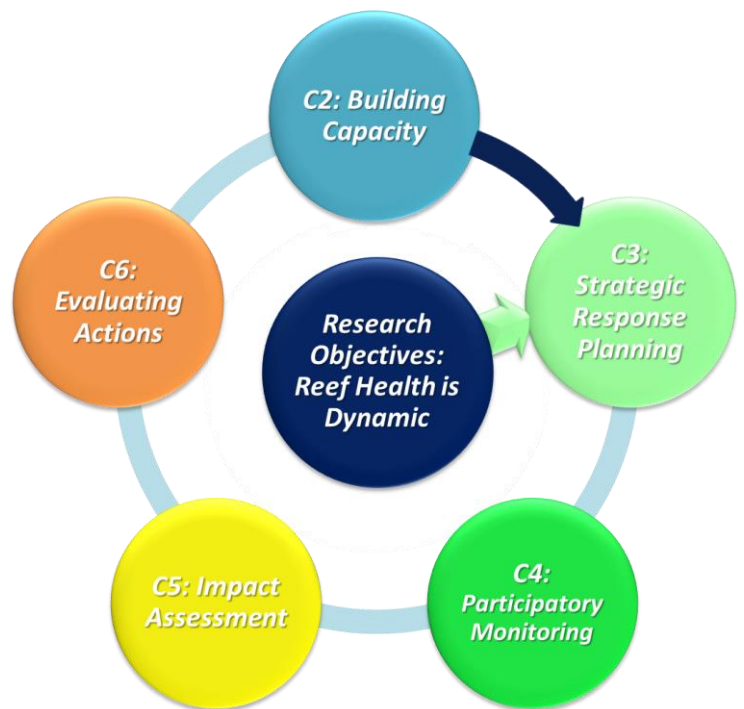 C2: Building
Capacity
C3:
Strategic
Response
Planning
C6:
Evaluating
Actions
Research
Objectives:
Reef Health is
Dynamic
C5: Impact
Assessment
C4:
Participatory
Monitoring